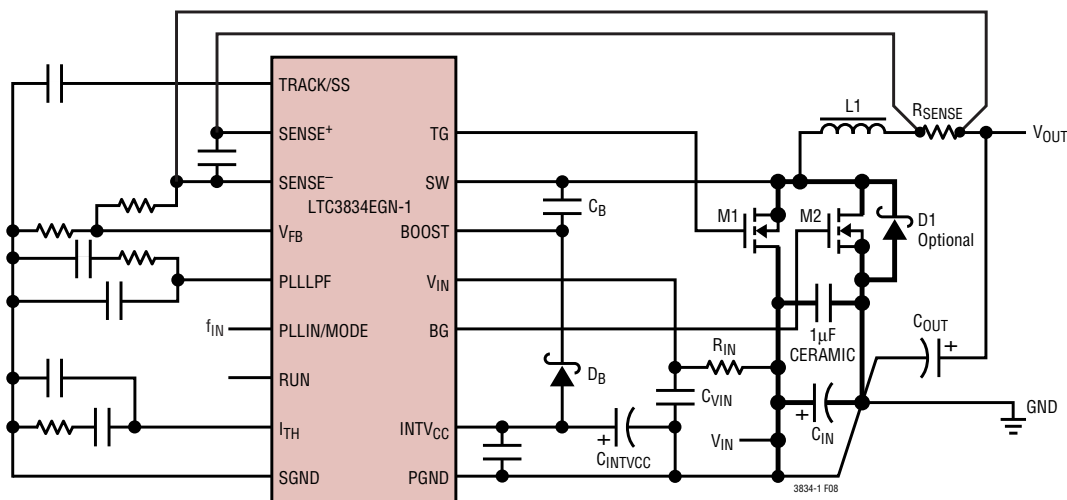 TRACK/SS
SENSE+
SENSE–
LTC3834EGN-1
VFB
PLLLPF
fIN
PLLIN/MODE
RUN
ITH
SGND
TG
SW
BOOST
VIN
BG
INTVCC
PGND
CB
DB
CINTVCC
CVIN
RIN
M1
M2
L1
RSENSE
VOUT
D1
Optional
1µF
CERAMIC
COUT
+
+
CIN
+
VIN
GND
3834-1 F08